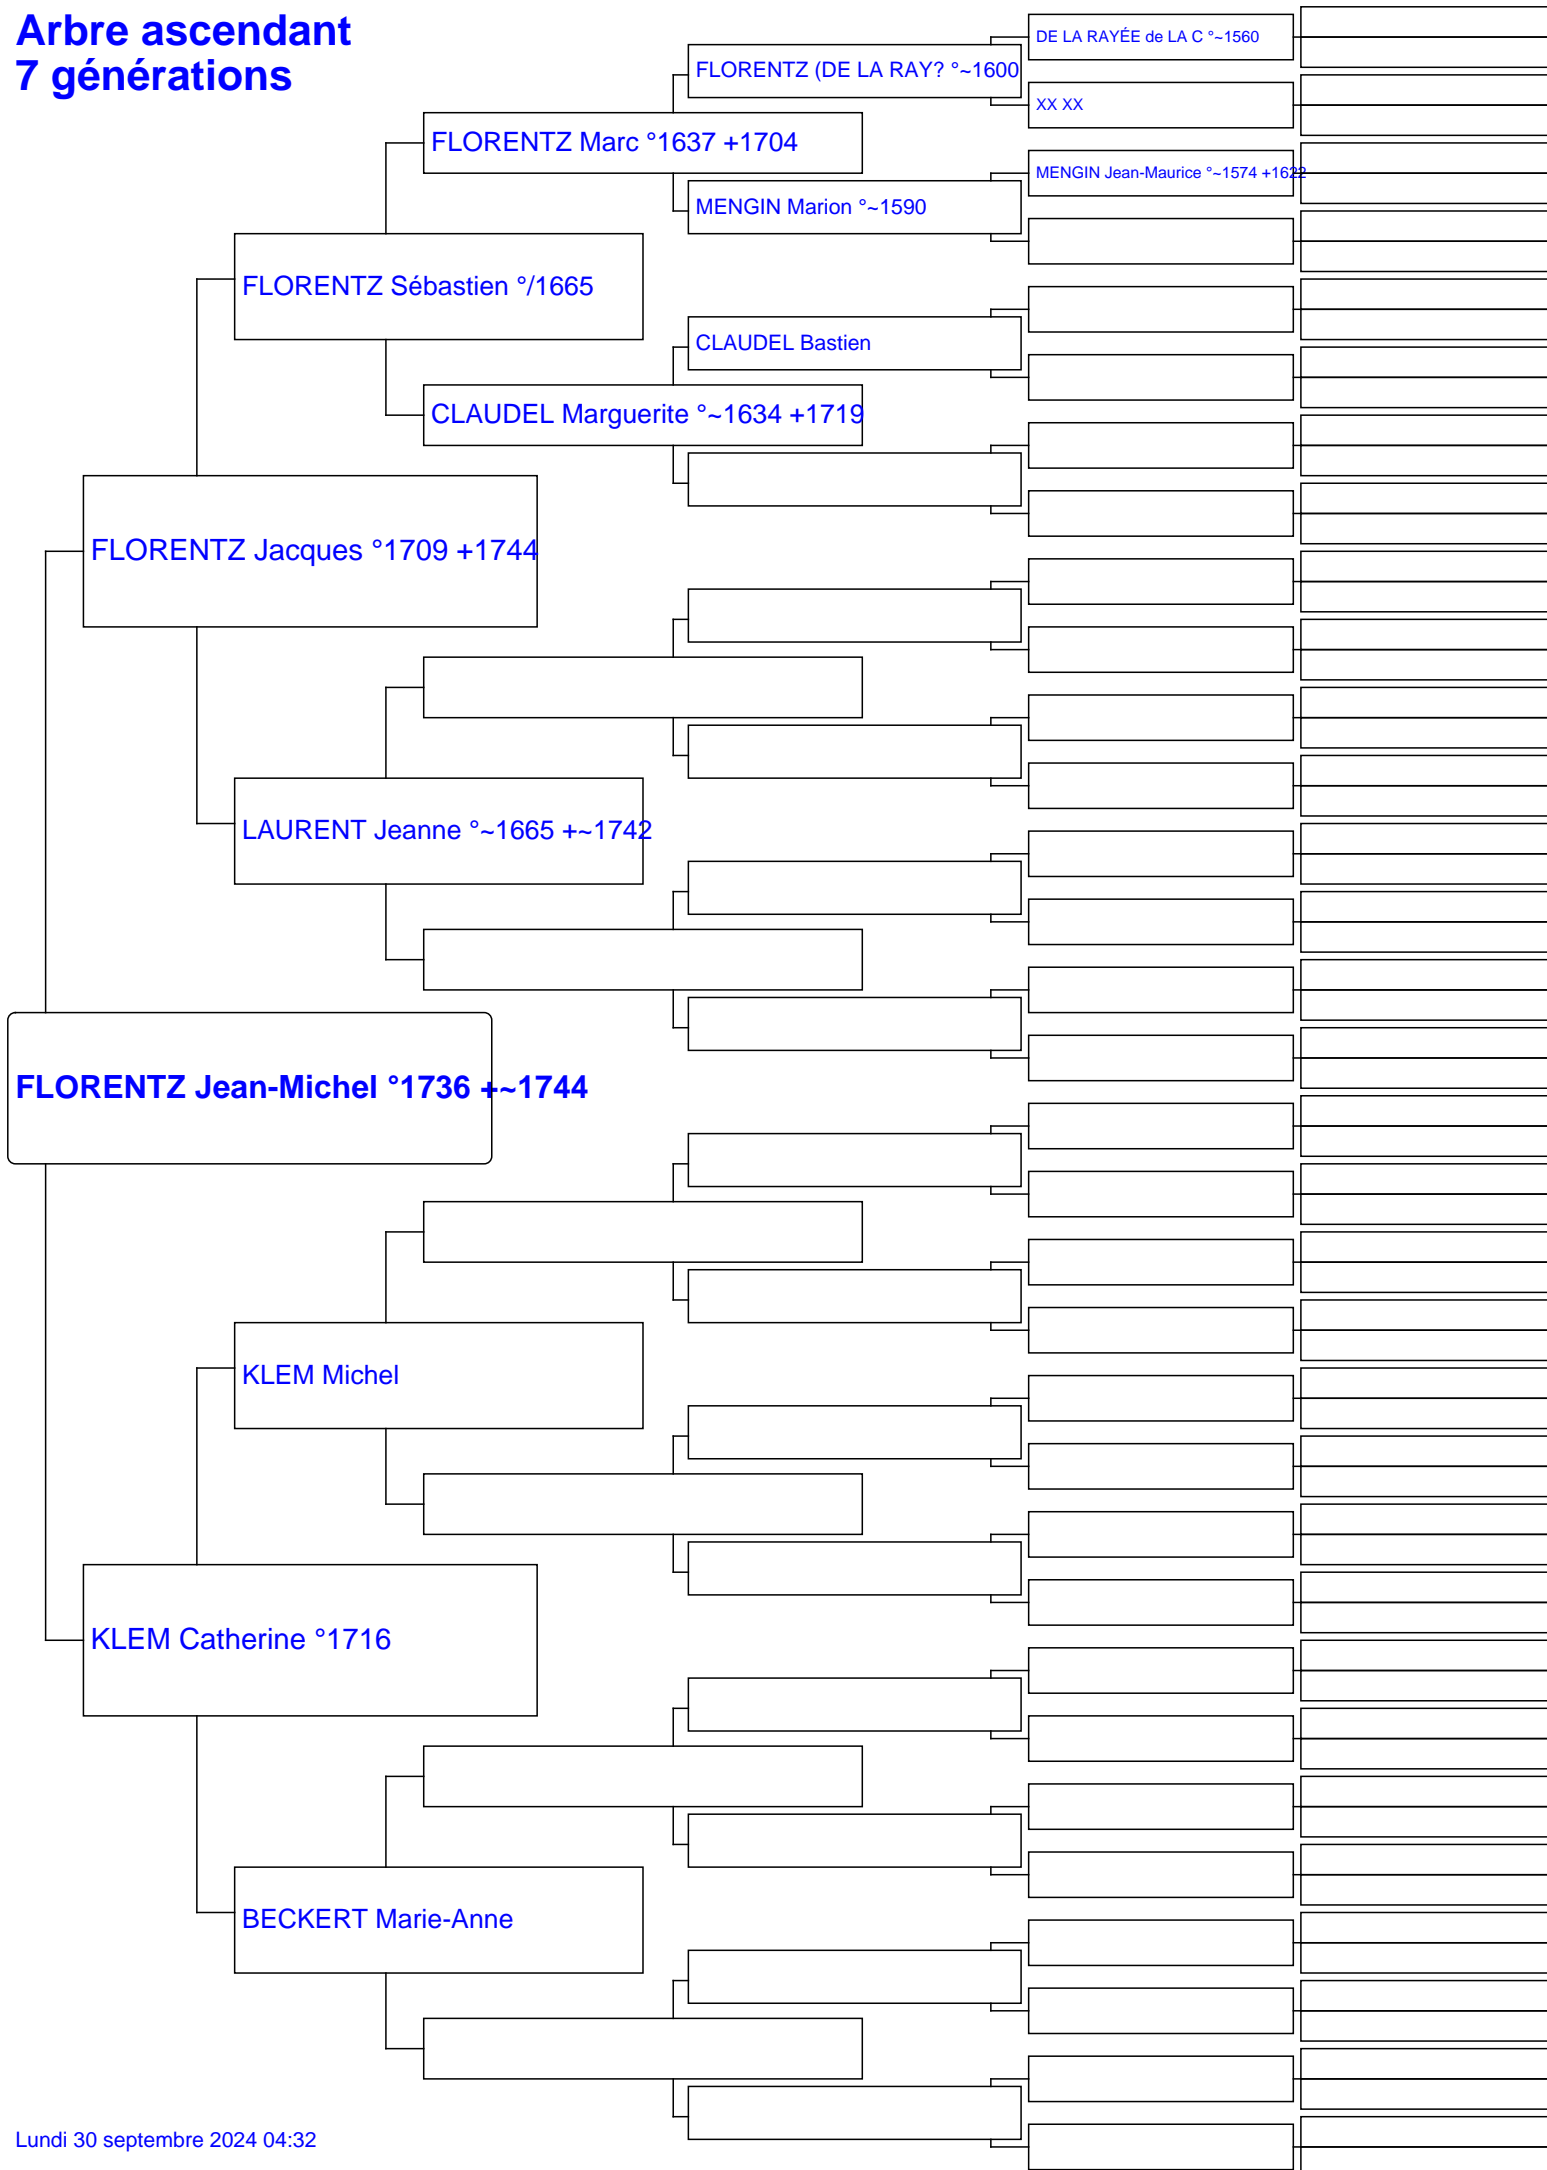 Arbre ascendant
7 générations
DE LA RAYÉE de LA C °~1560
FLORENTZ (DE LA RAY? °~1600
XX XX
FLORENTZ Marc °1637 +1704
MENGIN Jean-Maurice °~1574 +1622
MENGIN Marion °~1590
FLORENTZ Sébastien °/1665
CLAUDEL Bastien
CLAUDEL Marguerite °~1634 +1719
FLORENTZ Jacques °1709 +1744
LAURENT Jeanne °~1665 +~1742
FLORENTZ Jean-Michel °1736 +~1744
KLEM Michel
KLEM Catherine °1716
BECKERT Marie-Anne
Lundi 30 septembre 2024 04:32